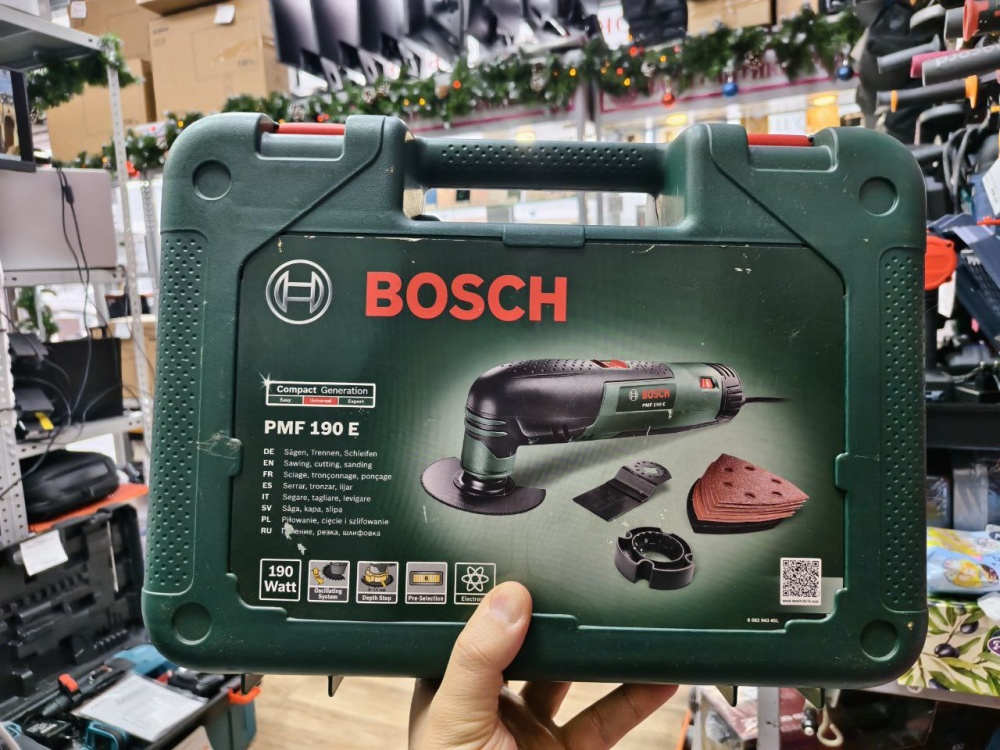 BOSCH
Compact Generation
Easy Universal Expert
PMF 190 E
DE Sägen, Trennen, Schleifen
EN Sawing, cutting, sanding
FR Sciage, tronçonnage, ponçage
ES Serrar, tronzar, lijar
IT Segare, tagliare, levigare
SV Såga, kapa, slipa
PL Piłowanie, cięcie i szlifowanie
RU резка, шлифовка
190 Watt
Oscillating System
Depth Stop
Pre-Selection
BOSCH
PMF 190 E